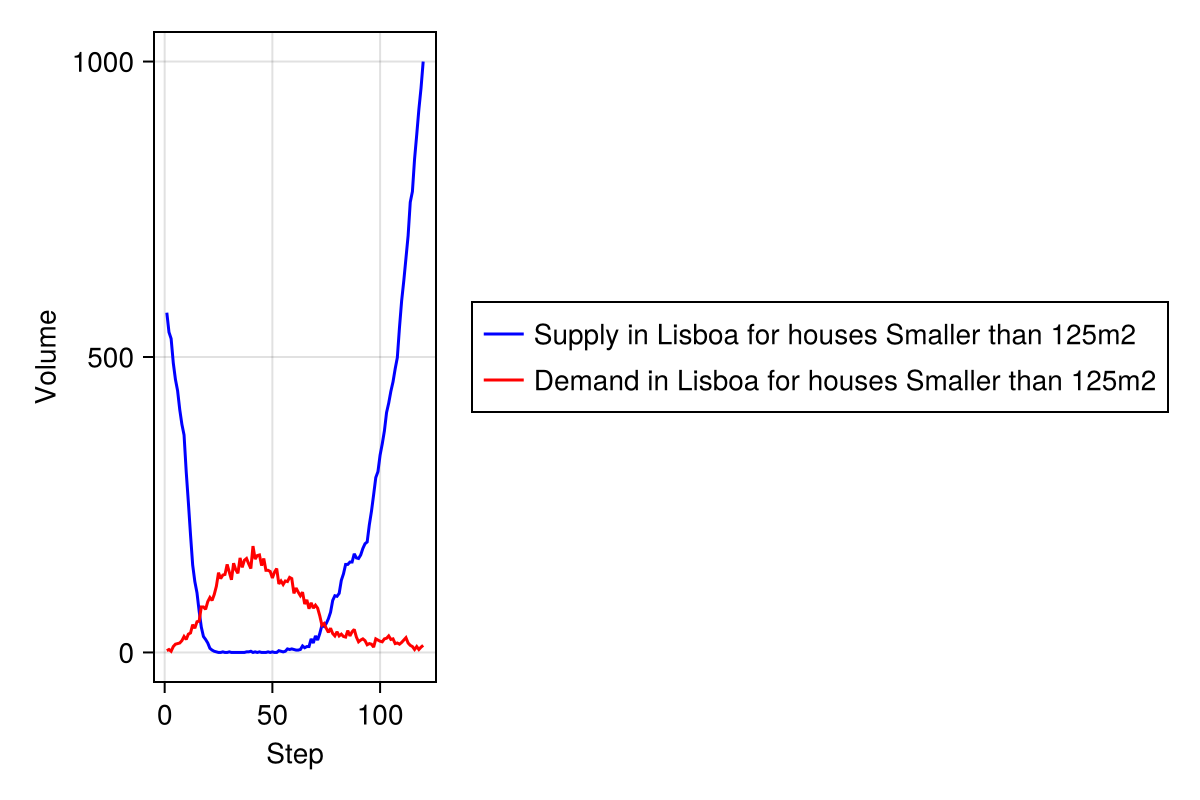 1000
500
0
Volume
0 50 100
Step
Supply in Lisboa for houses Smaller than 125m2
Demand in Lisboa for houses Smaller than 125m2